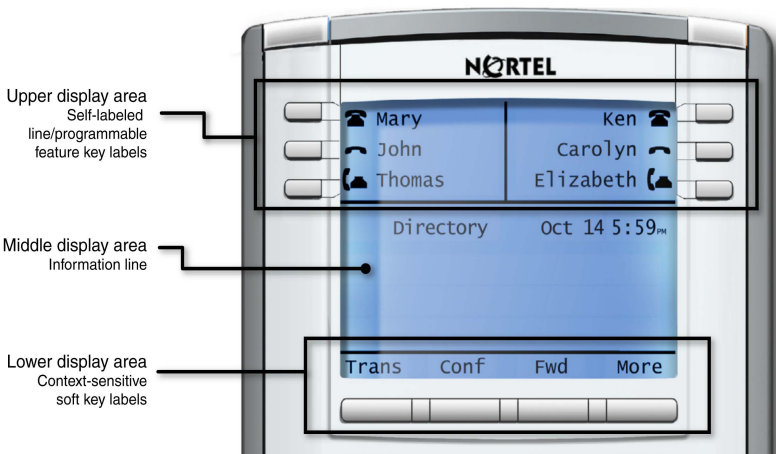 NORTEL
Upper display area
Self-labeled
line/programmable
feature key labels
Mary Ken
John Carolyn
Thomas Elizabeth
Directory Oct 14 5:59PM
Middle display area
Information line
Lower display area
Context-sensitive
soft key labels
Trans Conf Fwd More